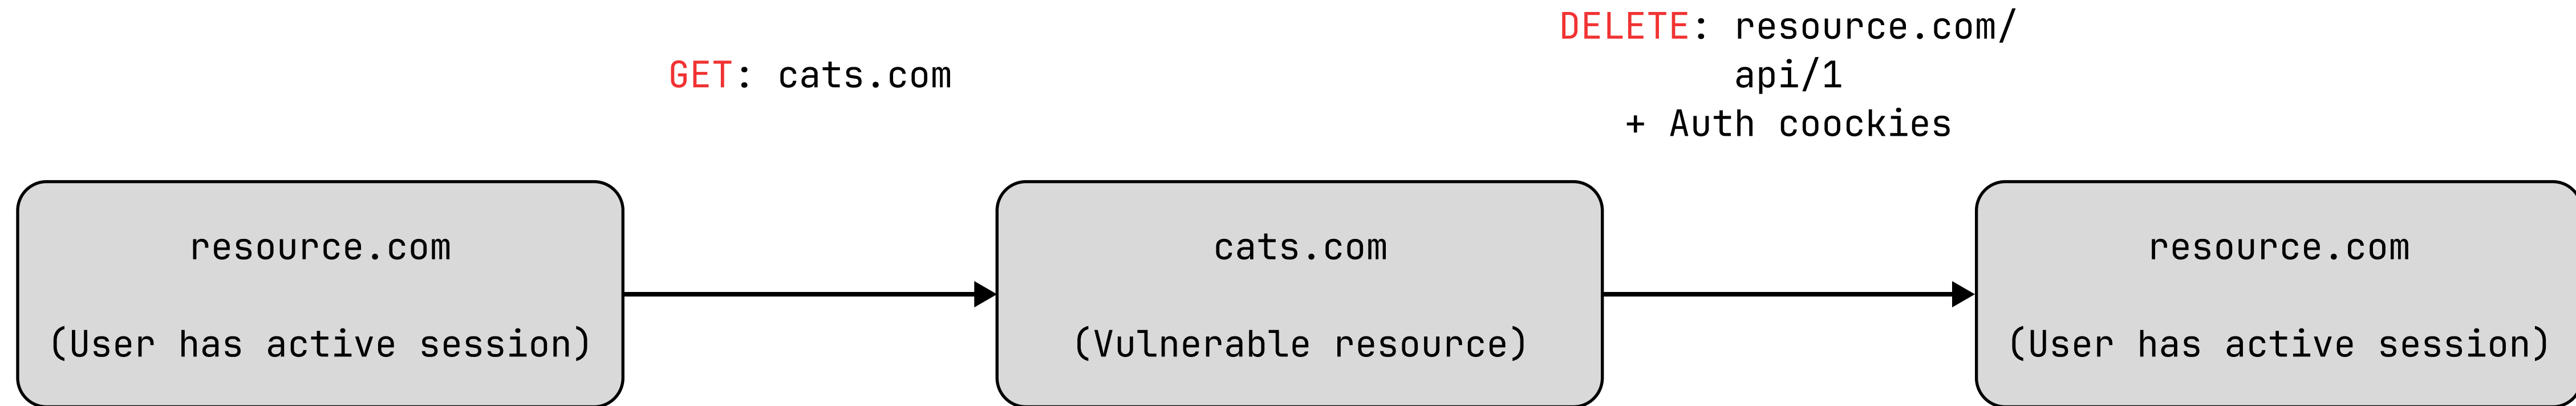 DELETE: resource.com/
api/1
+ Auth coockies
GET: cats.com
resource.com
(User has active session)
cats.com
(Vulnerable resource)
resource.com
(User has active session)